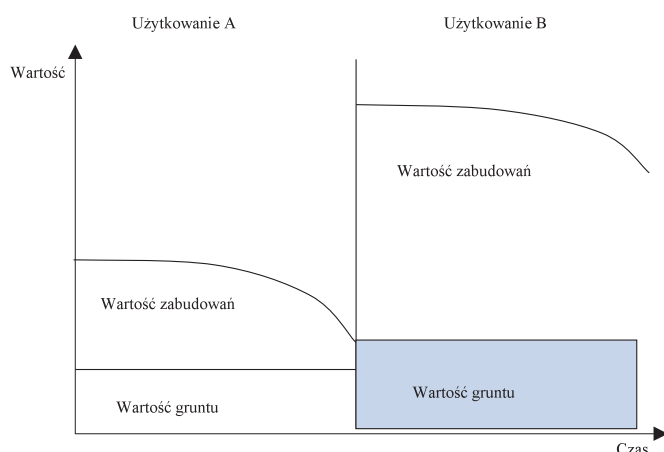 Użytkowanie A
Użytkowanie B
Wartość
Wartość zabudowań
Wartość zabudowań
Wartość gruntu
Wartość gruntu
Czas